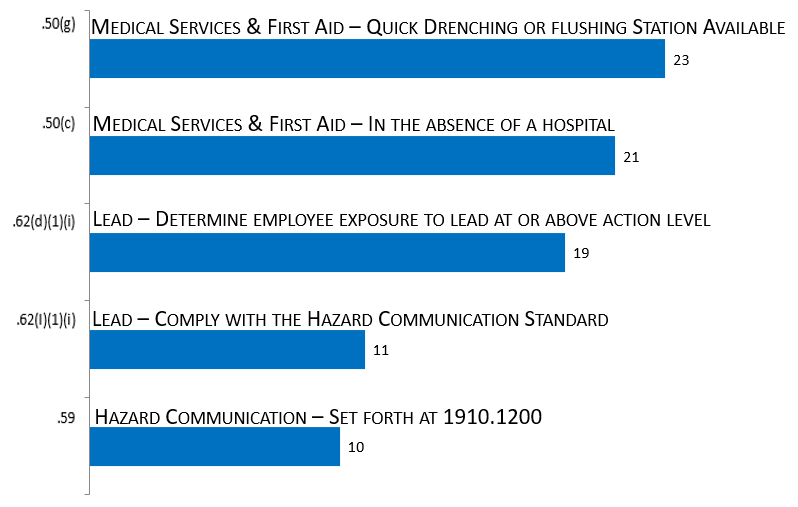 .50(g) Medical Services & First Aid – Quick Drenching or flushing Station Available
23
.50(c) Medical Services & First Aid – In the absence of a hospital
21
.62(d)(1)(i) Lead – Determine employee exposure to lead at or above action level
19
.62(l)(1)(i) Lead – Comply with the Hazard Communication Standard
11
.59 Hazard Communication – Set forth at 1910.1200
10